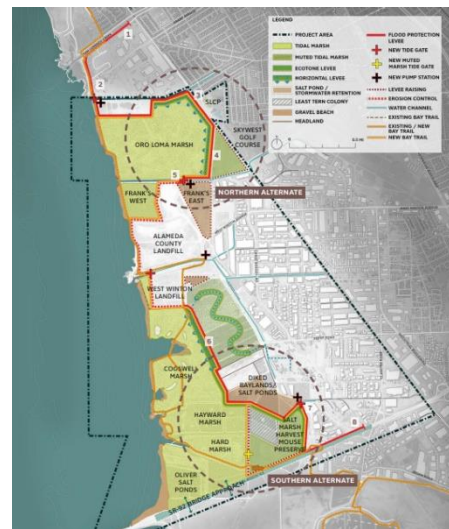 LEGEND
PROJECT AREA
TIDAL MARSH
MUTED TIDAL MARSH
ECOTONE LEVEE
HORIZONTAL LEVEE
SALT POND /
STORMWATER RETENTION
LEAST TERN COLONY
GRAVEL BEACH
HEADLAND
FLOOD PROTECTION
LEVEE
NEW TIDE GATE
NEW MUTED
MARSH TIDE GATE
NEW PUMP STATION
LEVEE RAISING
EROSION CONTROL
WATER CHANNEL
EXISTING BAY TRAIL
EXISTING / NEW
BAY TRAIL
NEW BAY TRAIL
1
2
3
SLCP
SKYWEST
GOLF
COURSE
ORO LOMA MARSH
4
5
FRANK'S
WEST
FRANK'S
EAST
NORTHERN ALTERNATE
ALAMEDA
COUNTY
LANDFILL
WEST WINTON
LANDFILL
6
COGSWELL
MARSH
DIKED
BAYLANDS/
SALT PONDS
7
8
HAYWARD
MARSH
SALT
MARSH
HARVEST
MOUSE
PRESERVE
HARD
MARSH
OLIVER
SALT
PONDS
SOUTHERN ALTERNATE
SR-92 BRIDGE APPROACH